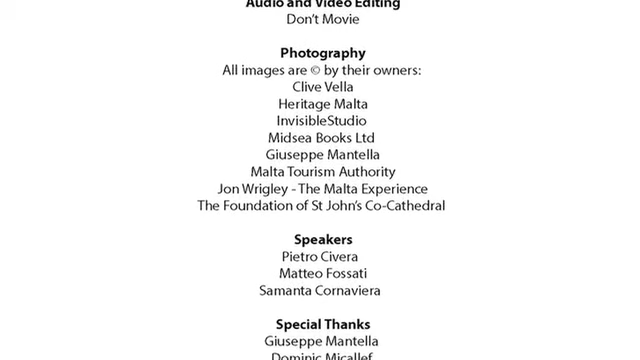 Audio and Video Editing
Don't Movie
Photography
All images are © by their owners:
Clive Vella
Heritage Malta
InvisibleStudio
Midsea Books Ltd
Giuseppe Mantella
Malta Tourism Authority
Jon Wrigley - The Malta Experience
The Foundation of St John's Co-Cathedral
Speakers
Pietro Civera
Matteo Fossati
Samanta Cornaviera
Special Thanks
Giuseppe Mantella
Dominic Micallef